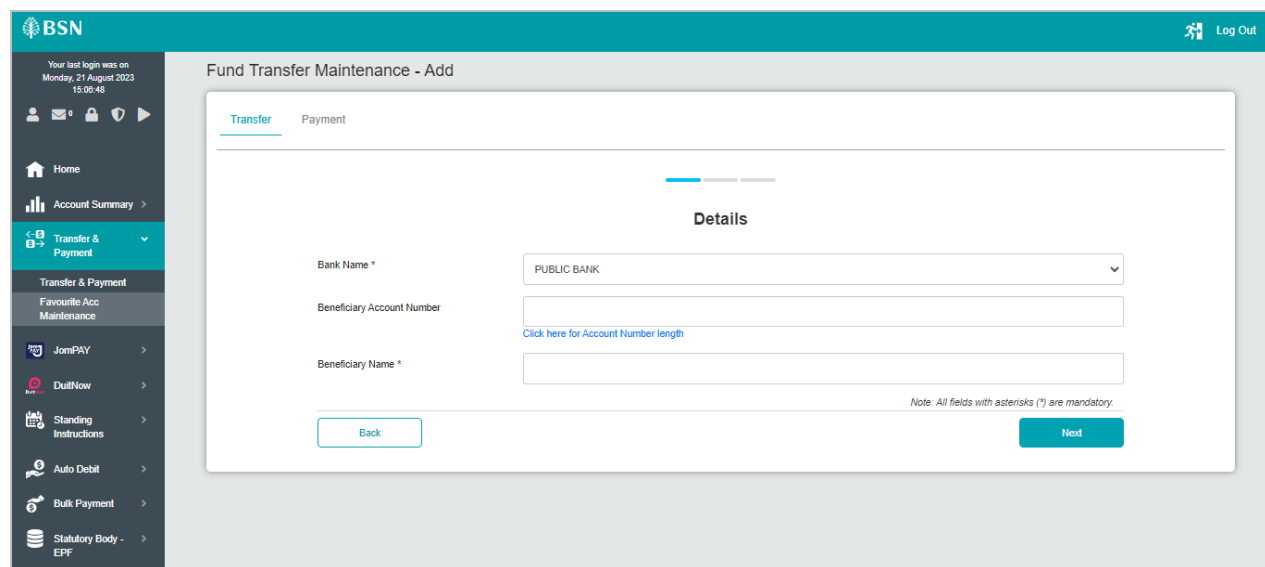 BSN
Log Out
Your last login was on
Monday, 21 August 2023
15:06:48
0
Home
Account Summary
Transfer &
Payment
Transfer & Payment
Favourite Acc
Maintenance
JomPAY
DuitNow
Standing
Instructions
Auto Debit
Bulk Payment
Statutory Body -
EPF
Fund Transfer Maintenance - Add
Transfer Payment
Details
Bank Name *
PUBLIC BANK
Beneficiary Account Number
Click here for Account Number length
Beneficiary Name *
Note: All fields with asterisks (*) are mandatory.
Back
Next